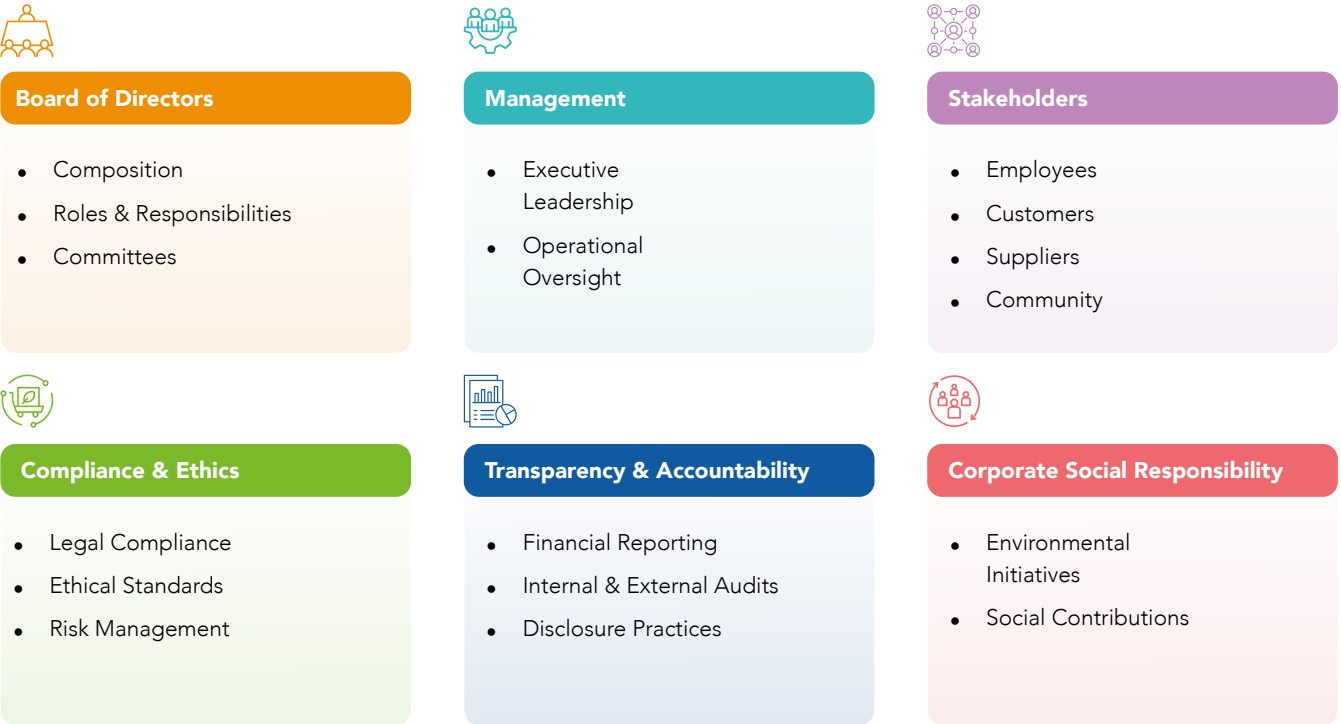 Board of Directors
• Composition
• Roles & Responsibilities
• Committees
Management
• Executive
Leadership
• Operational
Oversight
Stakeholders
• Employees
• Customers
• Suppliers
• Community
Compliance & Ethics
• Legal Compliance
• Ethical Standards
• Risk Management
Transparency & Accountability
• Financial Reporting
• Internal & External Audits
• Disclosure Practices
Corporate Social Responsibility
• Environmental
Initiatives
• Social Contributions